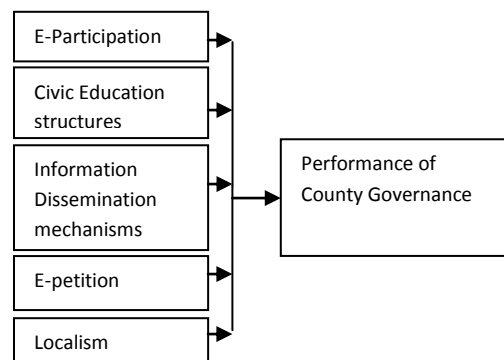 E-Participation
Civic Education
structures
Information
Dissemination
mechanisms
E-petition
Localism
Performance of
County Governance